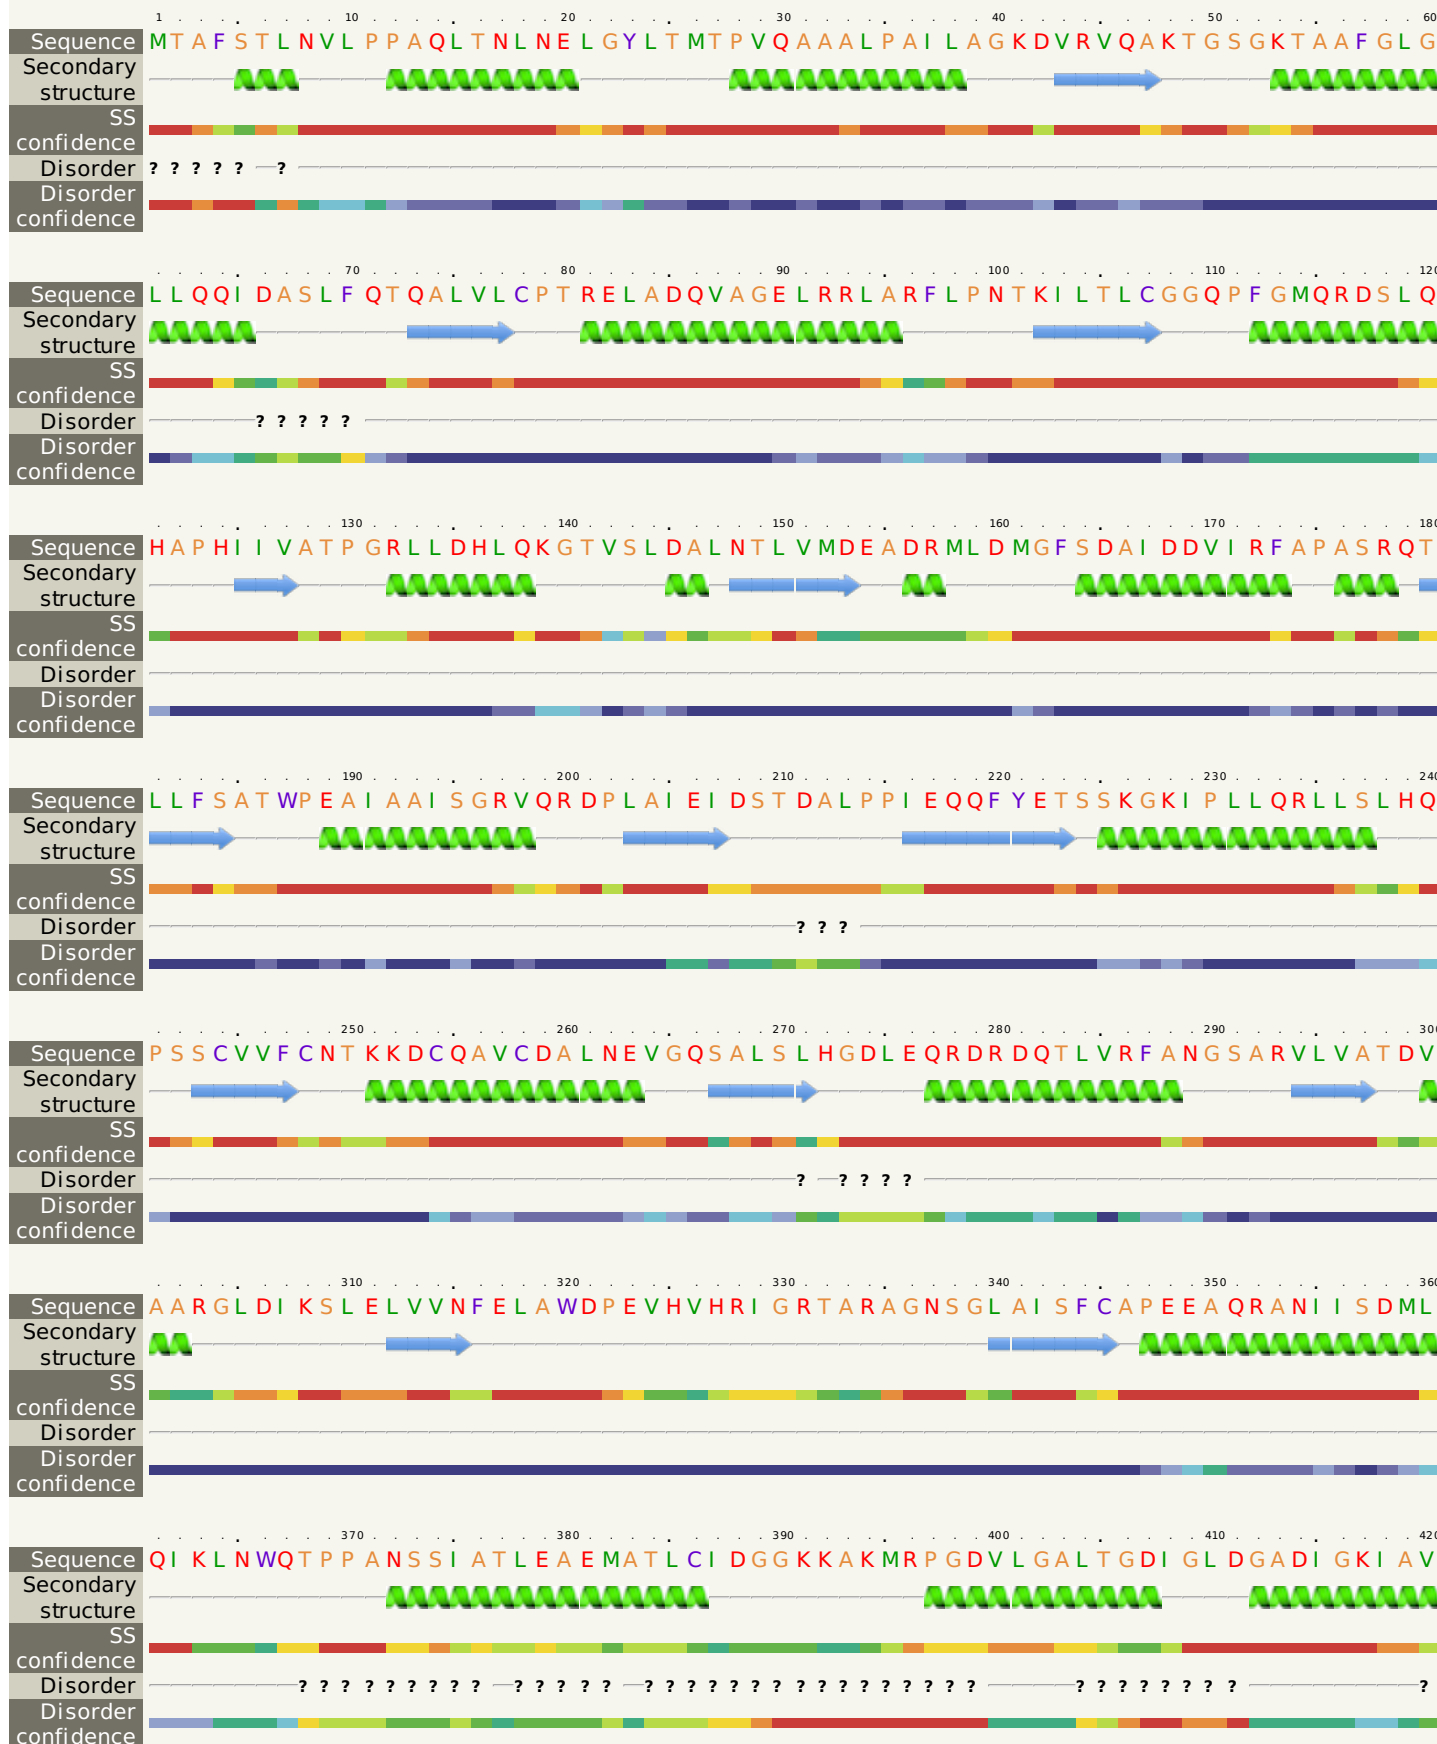 1 10 20 30 40 50 60
Sequence MTAFSTLNVLPPAQLTNLNELGYLTMTPVQAAALPAILAGKDVRVQAKTGSGKTAAFGLG
Secondary
structure
SS
confidence
Disorder ? ? ? ? ? ?
Disorder
confidence
70 80 90 100 110 120
Sequence LLQQIDASLFQTQALVLCPTRELADQVAGELRRLARFLPNTKILTLCGGQPFGMQRDSLQ
Secondary
structure
SS
confidence
Disorder ? ? ? ? ?
Disorder
confidence
130 140 150 160 170 180
Sequence HAPHIIVATPGRLLDHLQKGTVSLDALNTLVMDEADRMLDMGFSDAIDDVIRFAPASRQT
Secondary
structure
SS
confidence
Disorder
Disorder
confidence
190 200 210 220 230 240
Sequence LLFSATWPEAIAAISGRVQRDPLAIEIDSTDALPPIEQQFYETSSKGKIPLLQRLLSLHQ
Secondary
structure
SS
confidence
Disorder ? ? ?
Disorder
confidence
250 260 270 280 290 300
Sequence PSSCVVFCNTKKDCQAVCDALNEVGQSALSLHGDLEQRDRDQTLVRFANGSARVLVATDV
Secondary
structure
SS
confidence
Disorder ? ? ? ? ?
Disorder
confidence
310 320 330 340 350 360
Sequence AARGLDIKSLELVVNFELAWDPEVHVHRIGRTARAGNSGLAISFCAPEEAQRANIISDML
Secondary
structure
SS
confidence
Disorder
Disorder
confidence
370 380 390 400 410 420
Sequence QIKLNWQTPPANSSIATLEAEMATLCIDGGKKAKMRPGDVLGALTGDIGLDGADIGKIAV
Secondary
structure
SS
confidence
Disorder ? ? ? ? ? ? ? ? ? ? ? ? ? ? ? ? ? ? ? ? ? ? ? ? ? ? ? ? ? ? ? ? ? ? ? ? ? ? ?
Disorder
confidence